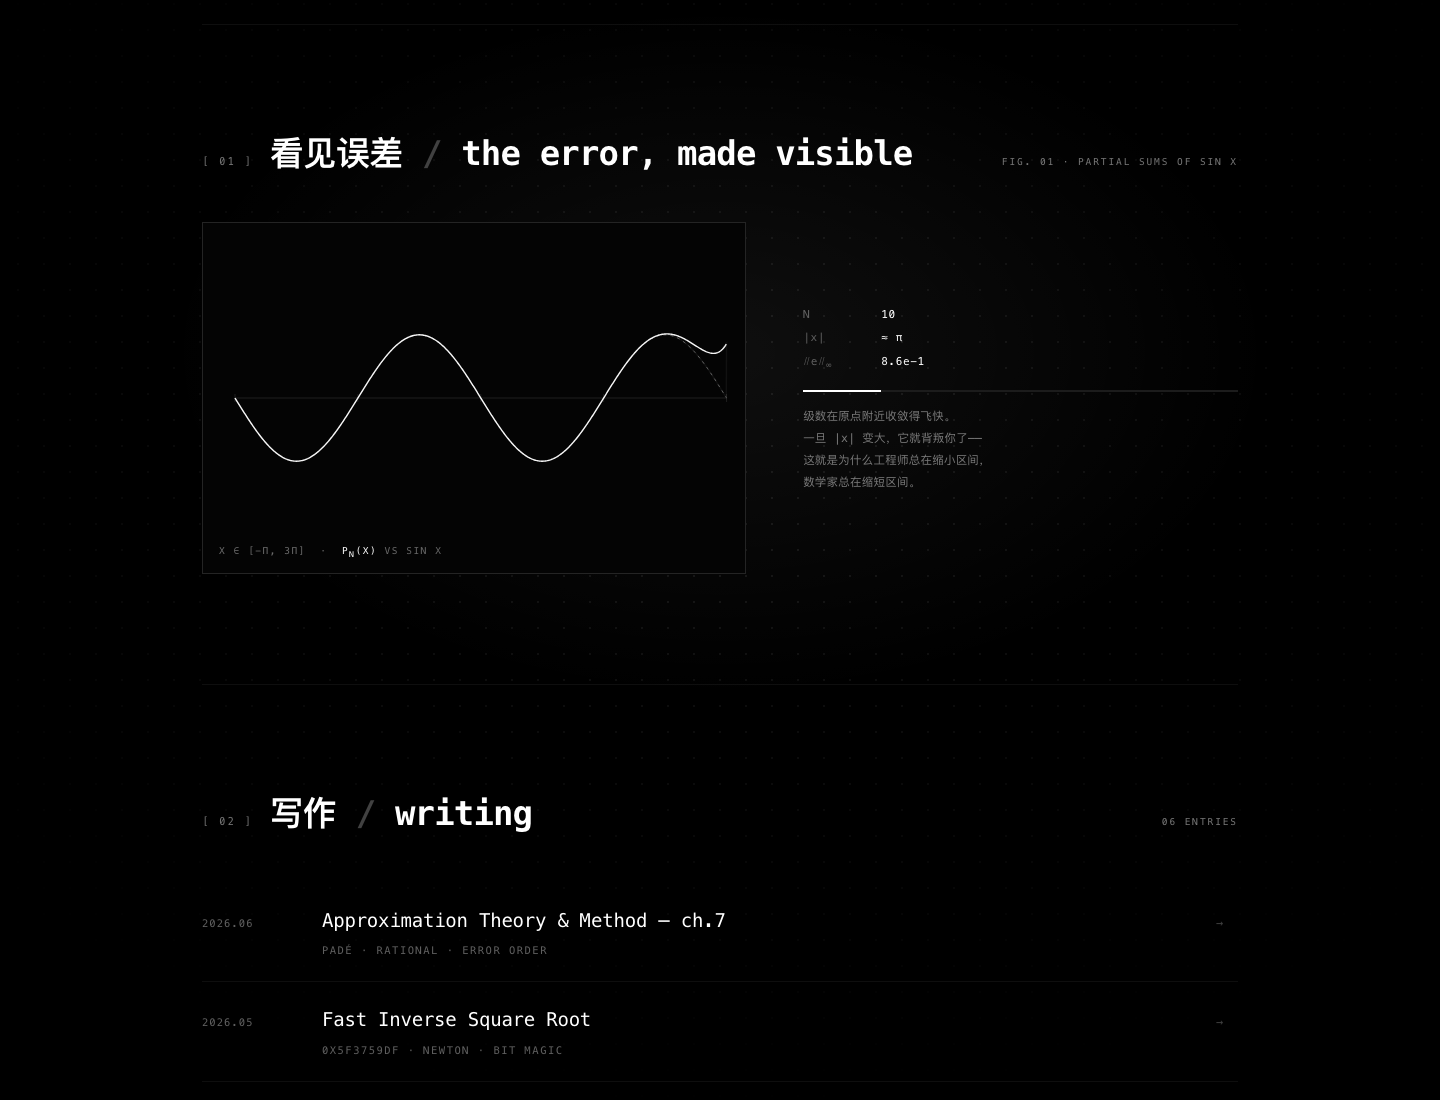 [ 01 ] 看见误差 / the error, made visible FIG. 01 · PARTIAL SUMS OF SIN X
N 10
|x| ≈ π
//e//∞ 8.6e−1
级数在原点附近收敛得飞快。
一旦 |x| 变大，它就背叛你了——
这就是为什么工程师总在缩小区间，
数学家总在缩短区间。
X ∈ [−Π, 3Π] · PN(X) VS SIN X
[ 02 ] 写作 / writing 06 ENTRIES
2026.06 Approximation Theory & Method — ch.7 →
PADÉ · RATIONAL · ERROR ORDER
2026.05 Fast Inverse Square Root →
0X5F3759DF · NEWTON · BIT MAGIC